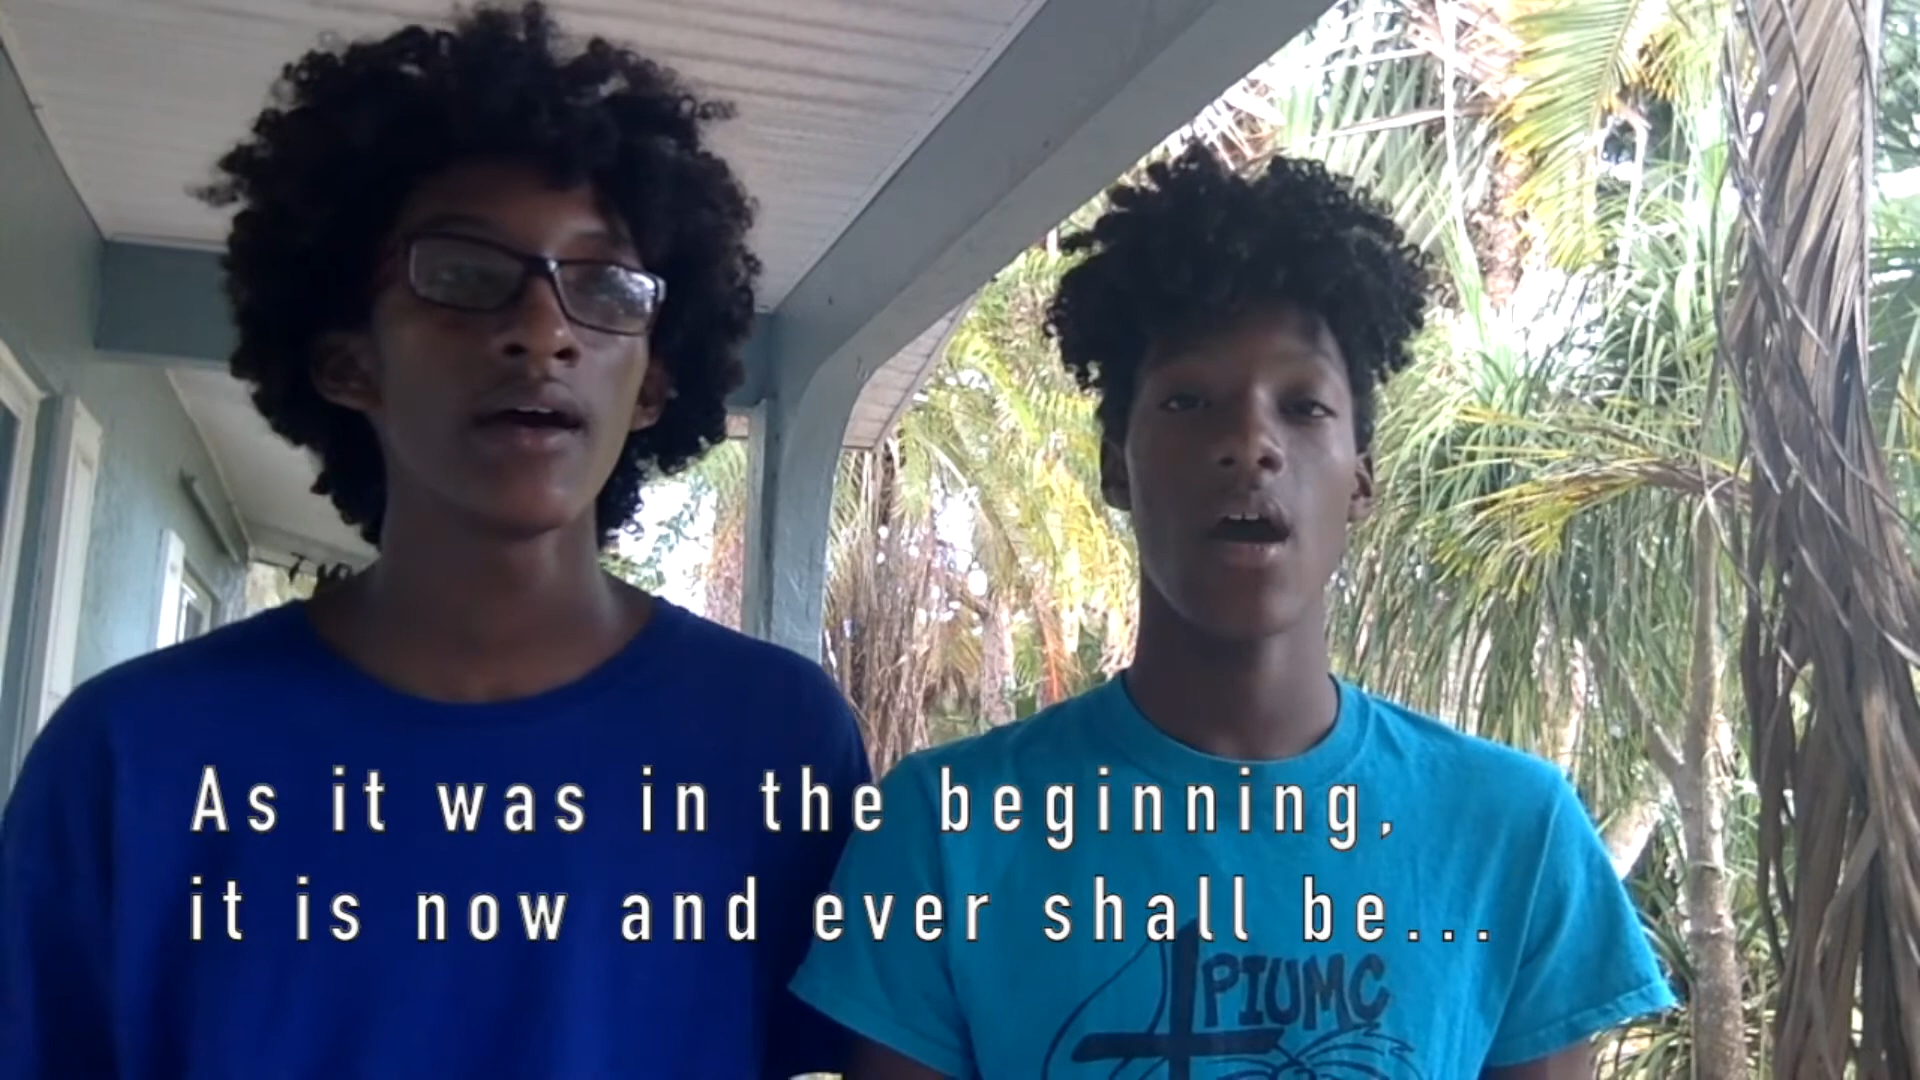 As it was in the beginning,
it is now and ever shall be...
PIUMC